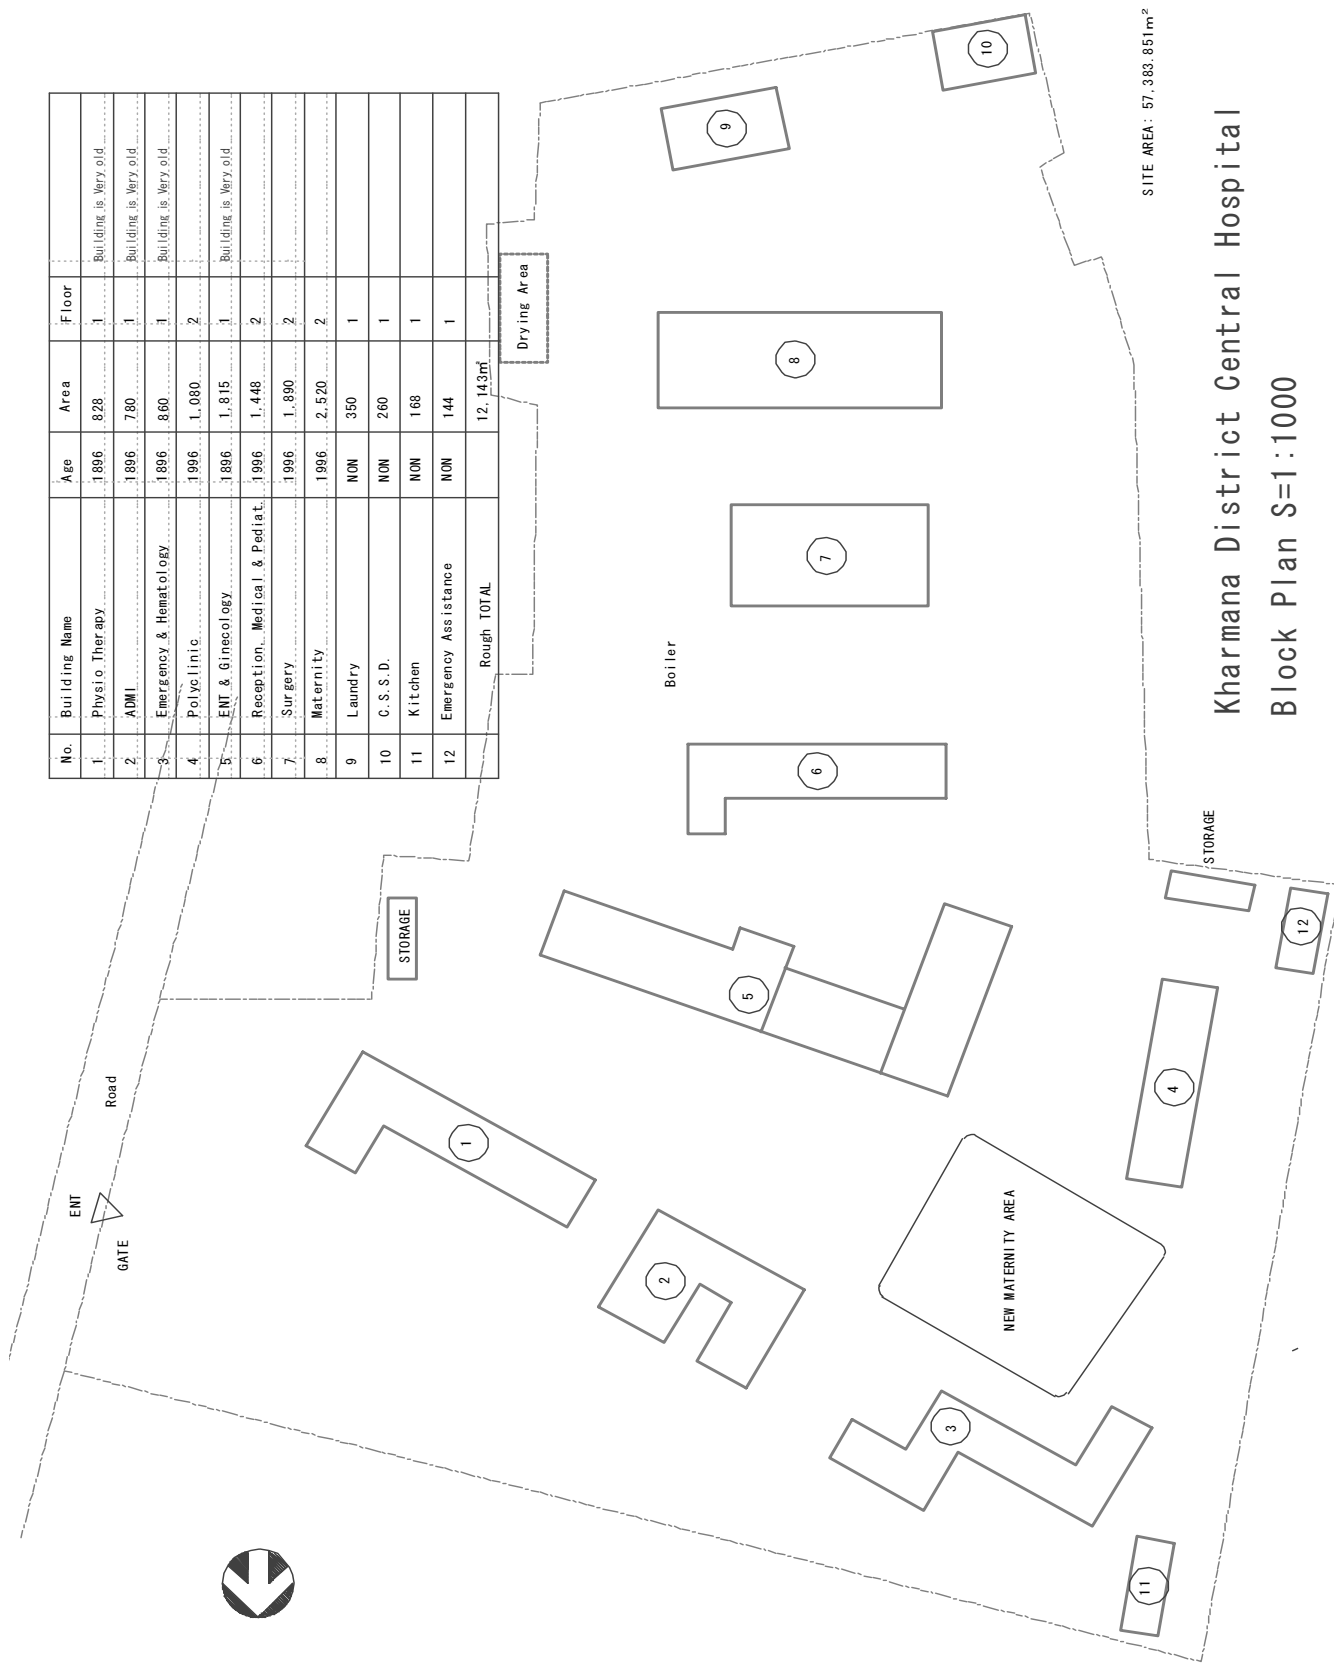 No. Building Name Age Area Floor
1 Physio Therapy 1896 828 1 Building is Very old
2 ADMI 1896 780 1 Building is Very old
3 Emergency & Hematology 1896 860 1 Building is Very old
4 Polyclinic 1996 1,080 2
5 ENT & Ginecology 1896 1,815 1 Building is Very old
6 Reception, Medical & Pediat. 1996 1,448 2
7 Surgery 1996 1,890 2
8 Maternity 1996 2,520 2
9 Laundry NON 350 1
10 C.S.S.D. NON 260 1
11 Kitchen NON 168 1
12 Emergency Assistance NON 144 1
Rough TOTAL 12,143㎡
ENT
GATE
Road
STORAGE
Drying Area
1
2
3
4
5
6
7
8
9
10
11
12
Boiler
NEW MATERNITY AREA
STORAGE
SITE AREA: 57,383.851m²
Kharmana District Central Hospital
Block Plan S=1:1000